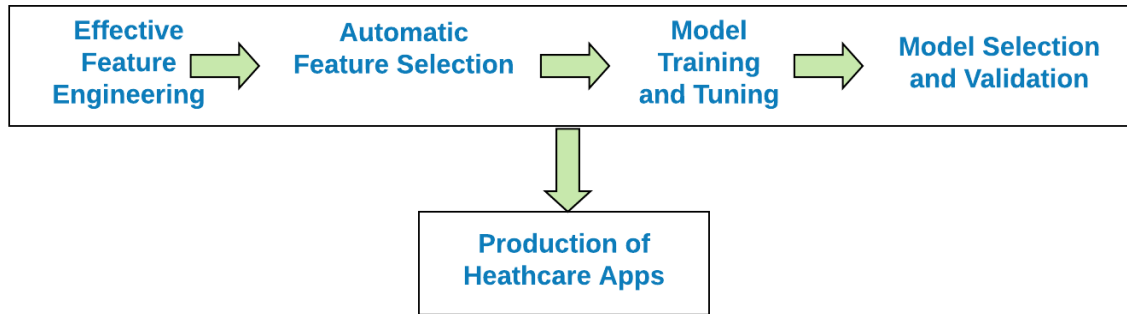 Effective
Feature
Engineering
Automatic
Feature Selection
Model
Training
and Tuning
Model Selection
and Validation
Production of
Heathcare Apps